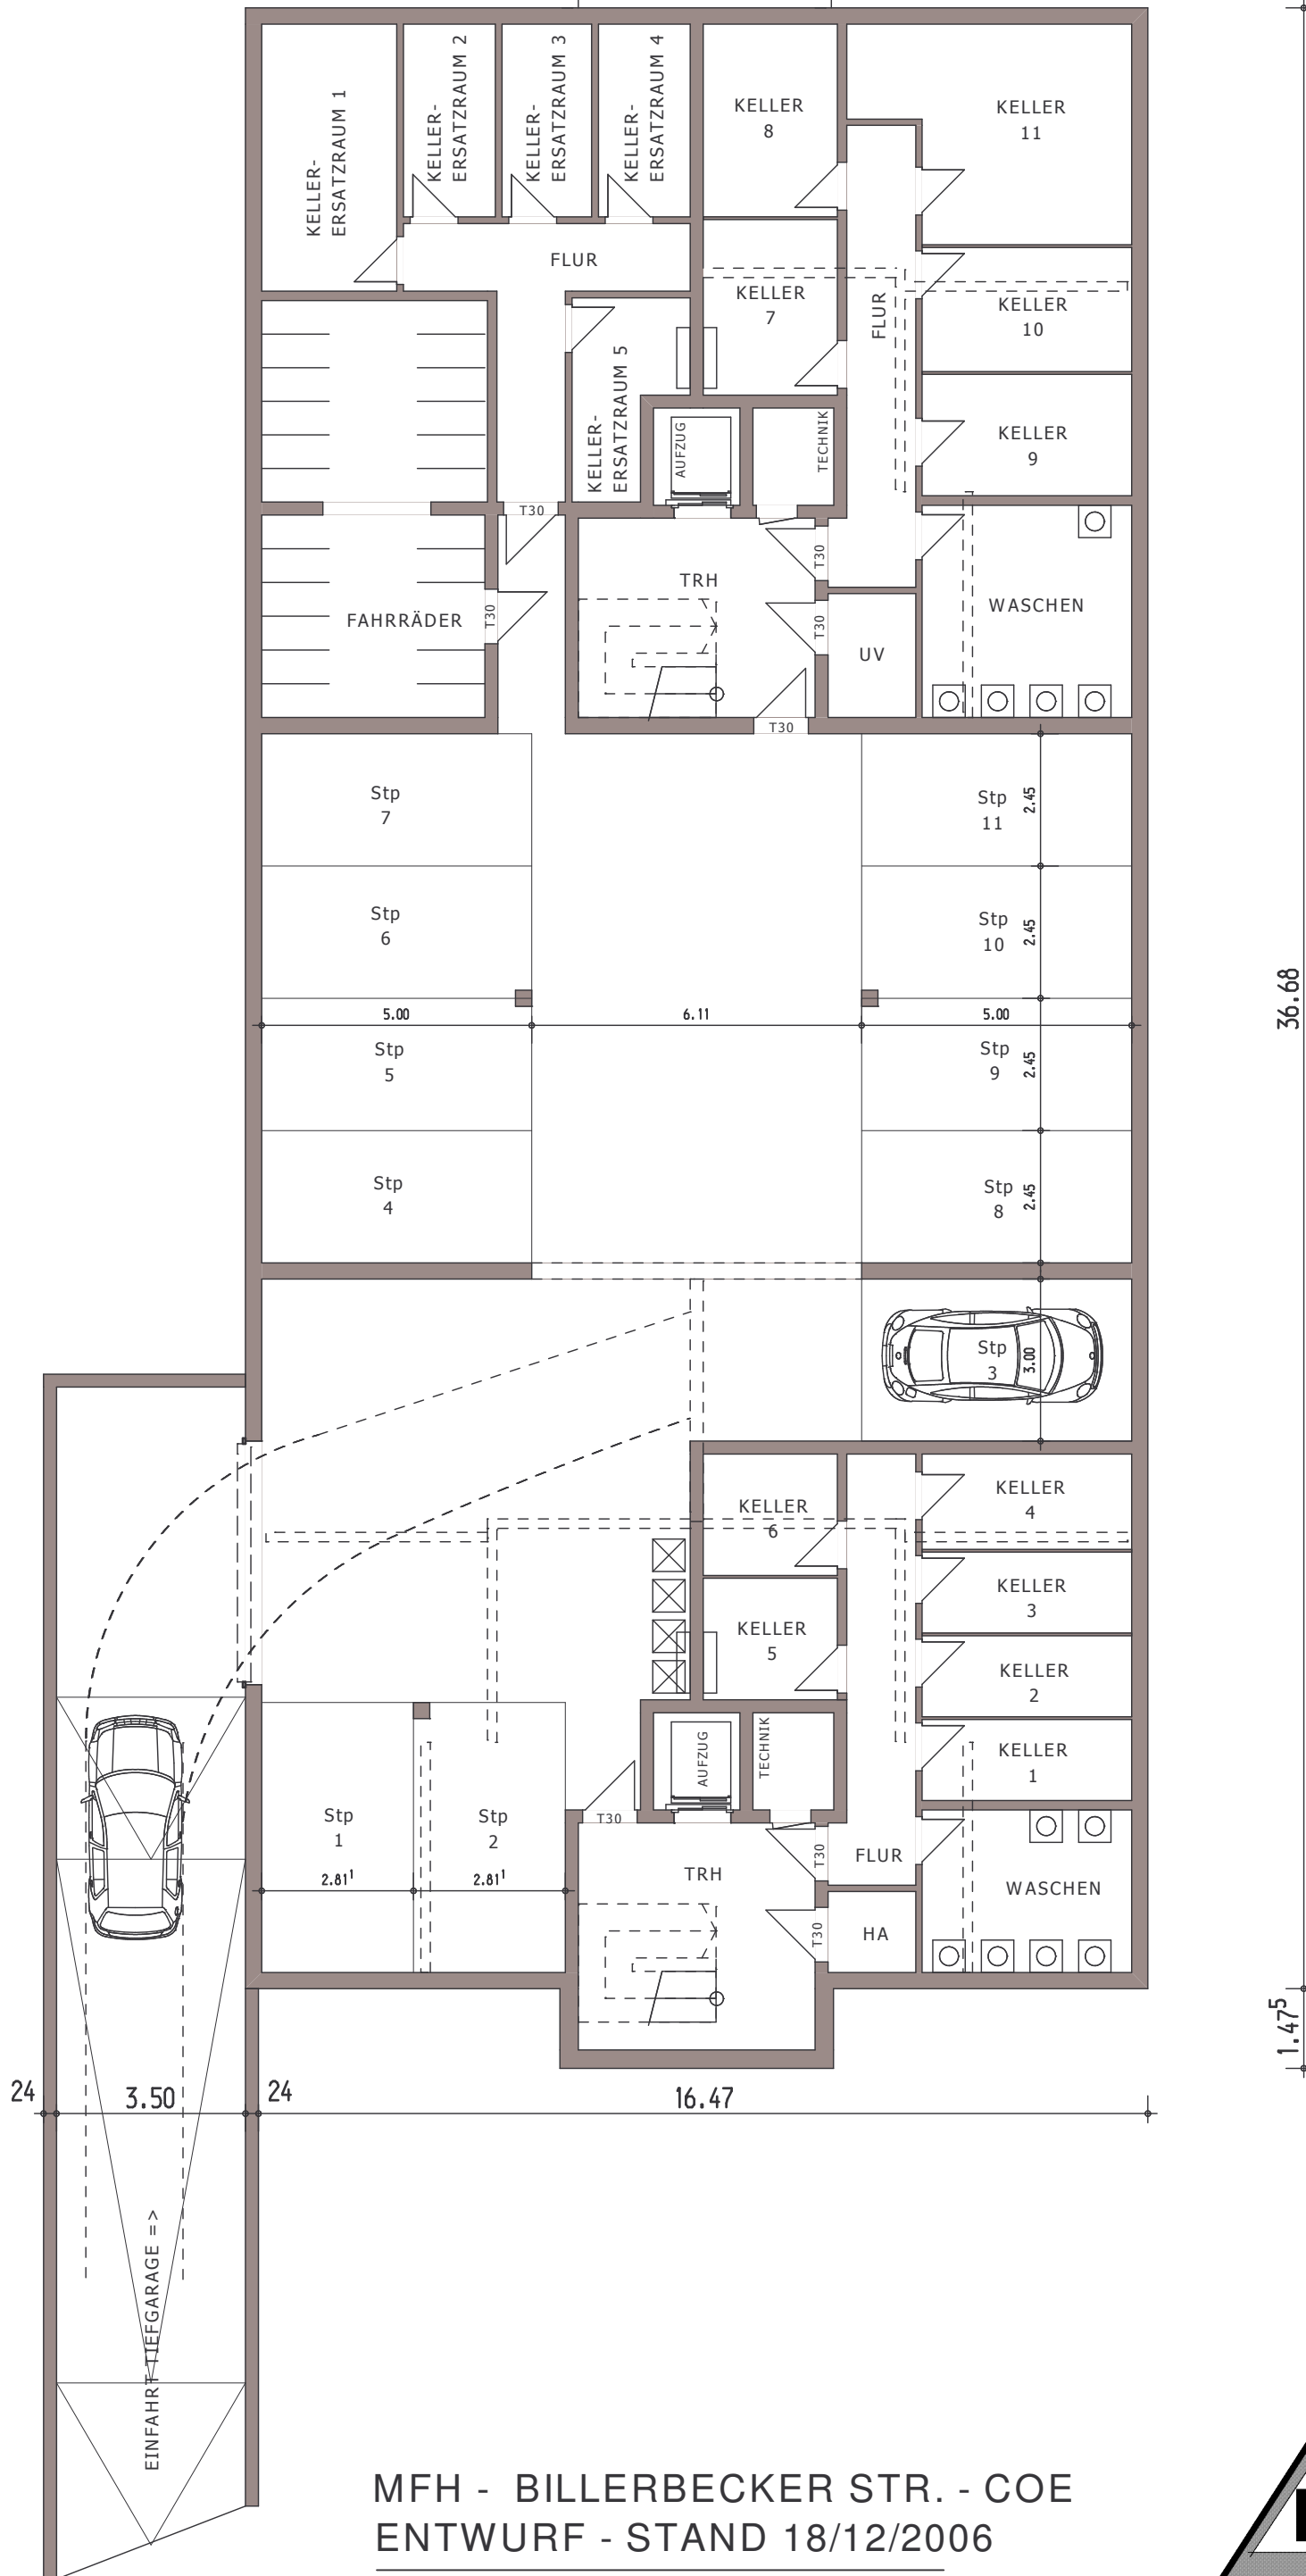 KELLER-
ERSATZRAUM 1
KELLER-
ERSATZRAUM 2
KELLER-
ERSATZRAUM 3
KELLER-
ERSATZRAUM 4
KELLER
8
KELLER
11
FLUR
KELLER
7
FLUR
KELLER
10
KELLER-
ERSATZRAUM 5
AUFZUG
TECHNIK
KELLER
9
T30
T30
TRH
T30
WASCHEN
FAHRRÄDER
T30
T30
UV
T30
Stp
7
Stp
11
2.45
Stp
6
Stp
10
2.45
36.68
5.00
6.11
5.00
Stp
5
Stp
9
2.45
Stp
4
Stp
8
2.45
Stp
3
3.00
KELLER
6
KELLER
4
KELLER
3
KELLER
5
KELLER
2
AUFZUG
TECHNIK
KELLER
1
Stp
1
Stp
2
T30
T30
FLUR
2.81¹
2.81¹
TRH
WASCHEN
T30
HA
1.47⁵
24
3.50
24
16.47
EINFAHRT TIEFGARAGE =>
MFH - BILLERBECKER STR. - COE
ENTWURF - STAND 18/12/2006